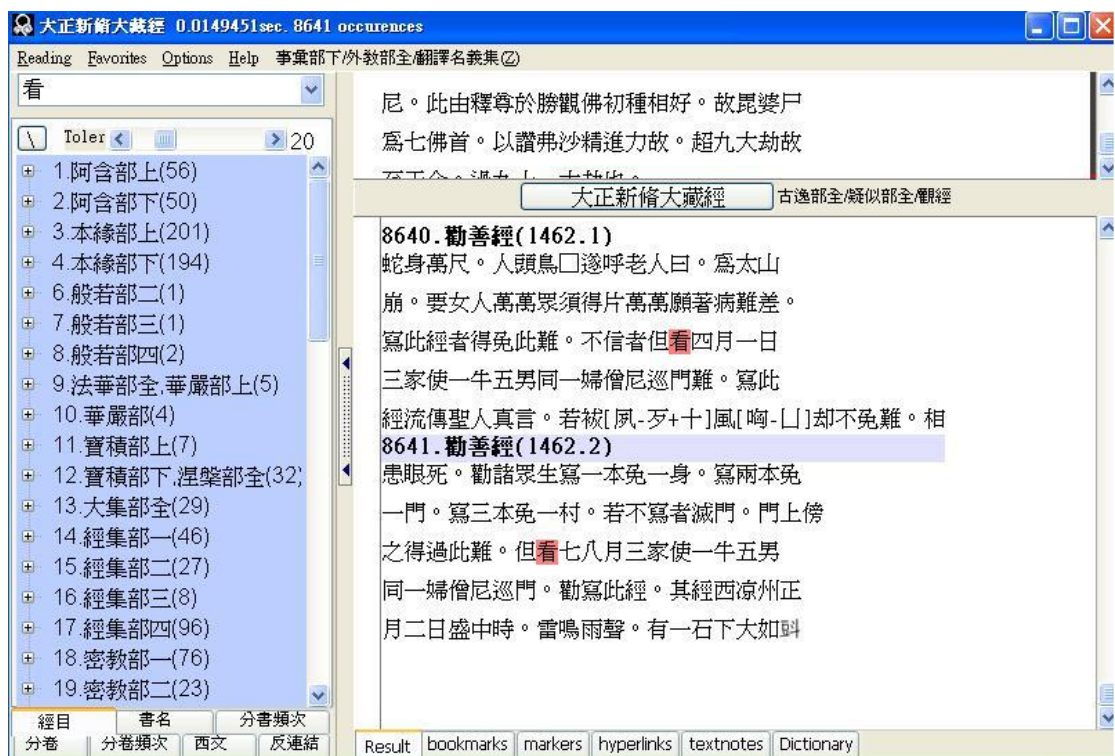 大正新脩大藏經 0.0149451sec. 8641 occurences
Reading Favorites Options Help 事彙部下/外教部全/翻譯名義集(Z)
看
\ Toler 20
1.阿含部上(56)
2.阿含部下(50)
3.本緣部上(201)
4.本緣部下(194)
6.般若部二(1)
7.般若部三(1)
8.般若部四(2)
9.法華部全,華嚴部上(5)
10.華嚴部(4)
11.寶積部上(7)
12.寶積部下,涅槃部全(32)
13.大集部全(29)
14.經集部一(46)
15.經集部二(27)
16.經集部三(8)
17.經集部四(96)
18.密教部一(76)
19.密教部二(23)
經目 書名 分書頻次
分卷 分卷頻次 西文 反連結
尼。此由釋尊於勝觀佛初種相好。故毘婆尸
為七佛首。以讚弗沙精進力故。超九大劫故
大正新脩大藏經 古逸部全/疑似部全/觀經
8640.勸善經(1462.1)
蛇身萬尺。人頭鳥□遂呼老人曰。為太山
崩。要女人萬萬眾須得片萬萬願著病難差。
寫此經者得免此難。不信者但看四月一日
三家使一牛五男同一婦僧尼巡門難。寫此
經流傳聖人真言。若被[夙-歹+十]風[啕-凵]却不免難。相
8641.勸善經(1462.2)
患眼死。勸諸眾生寫一本免一身。寫兩本免
一門。寫三本免一村。若不寫者滅門。門上傍
之得過此難。但看七八月三家使一牛五男
同一婦僧尼巡門。勸寫此經。其經西凉州正
月二日盛中時。雷鳴雨聲。有一石下大如㪷
Result bookmarks markers hyperlinks textnotes Dictionary